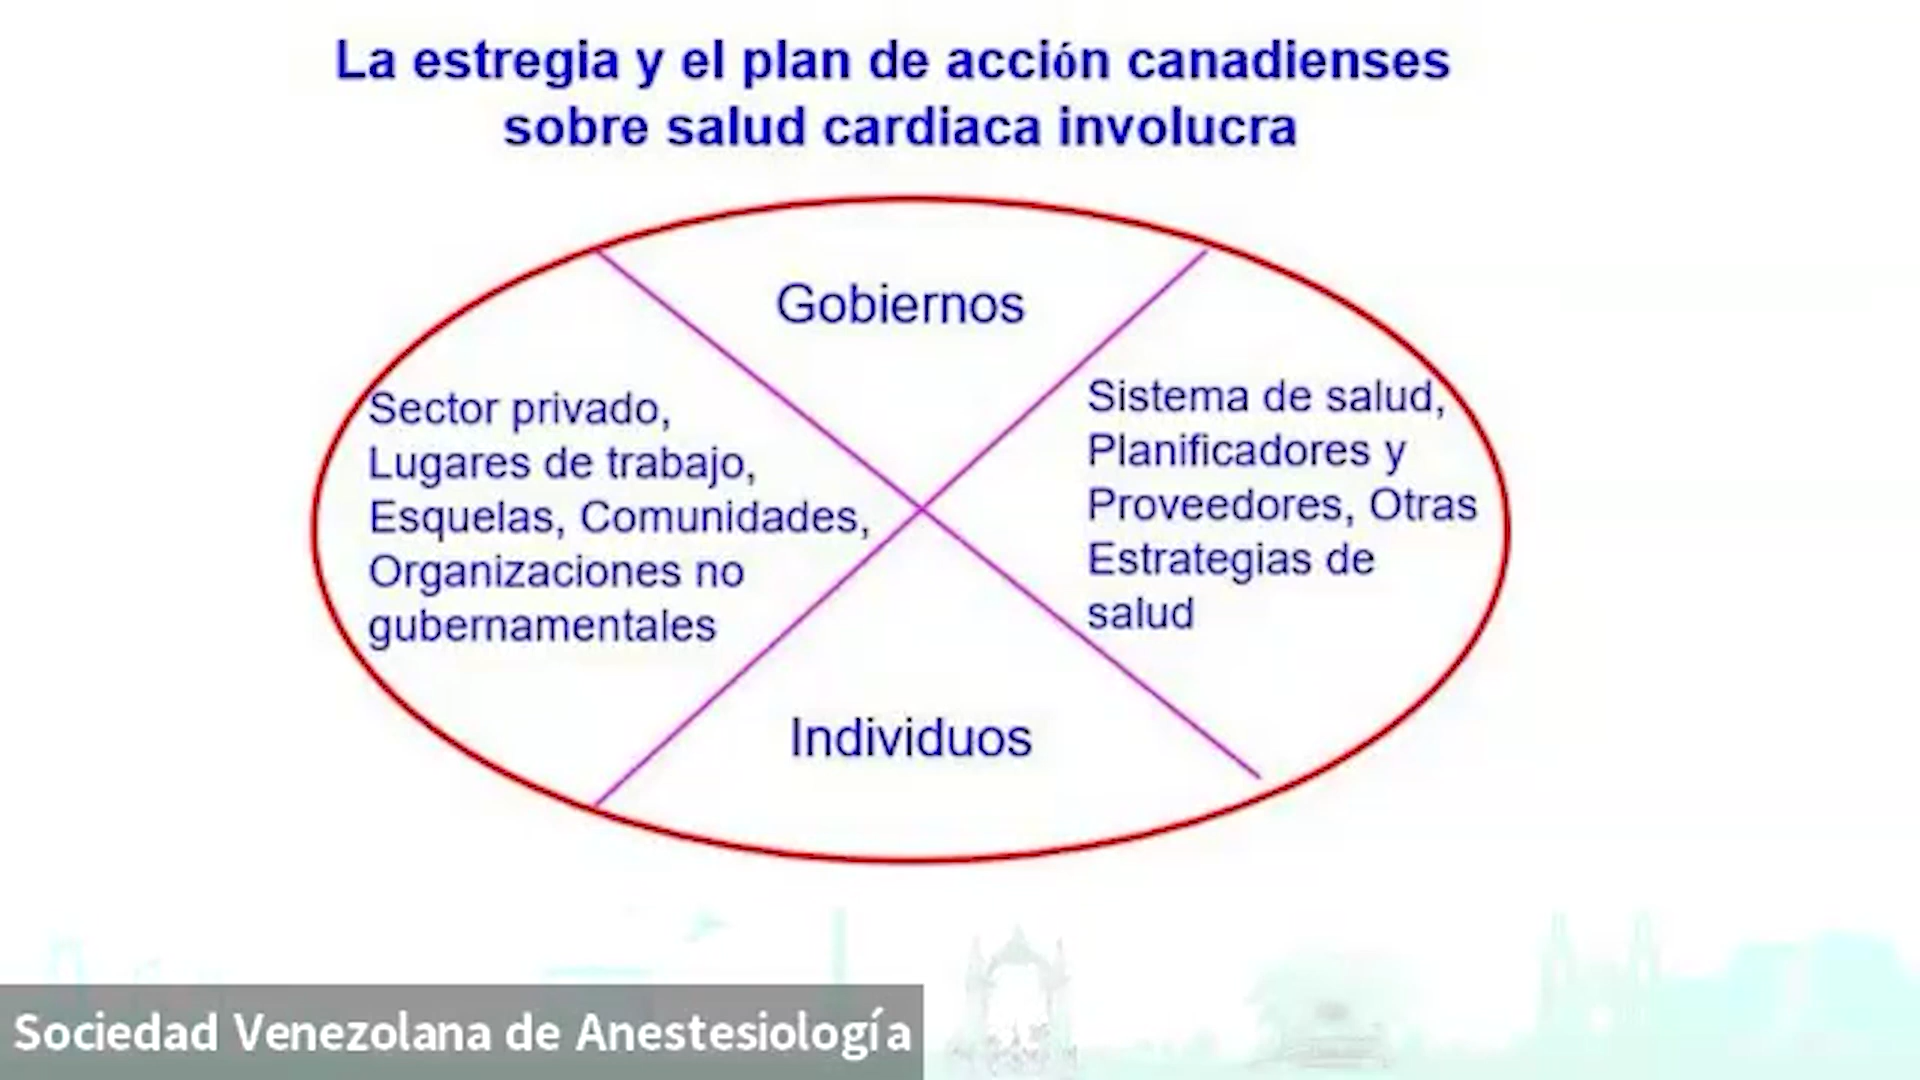 La estregia y el plan de acción canadienses
sobre salud cardiaca involucra
Gobiernos
Sector privado,
Lugares de trabajo,
Esquelas, Comunidades,
Organizaciones no
gubernamentales
Sistema de salud,
Planificadores y
Proveedores, Otras
Estrategias de
salud
Individuos
Sociedad Venezolana de Anestesiología